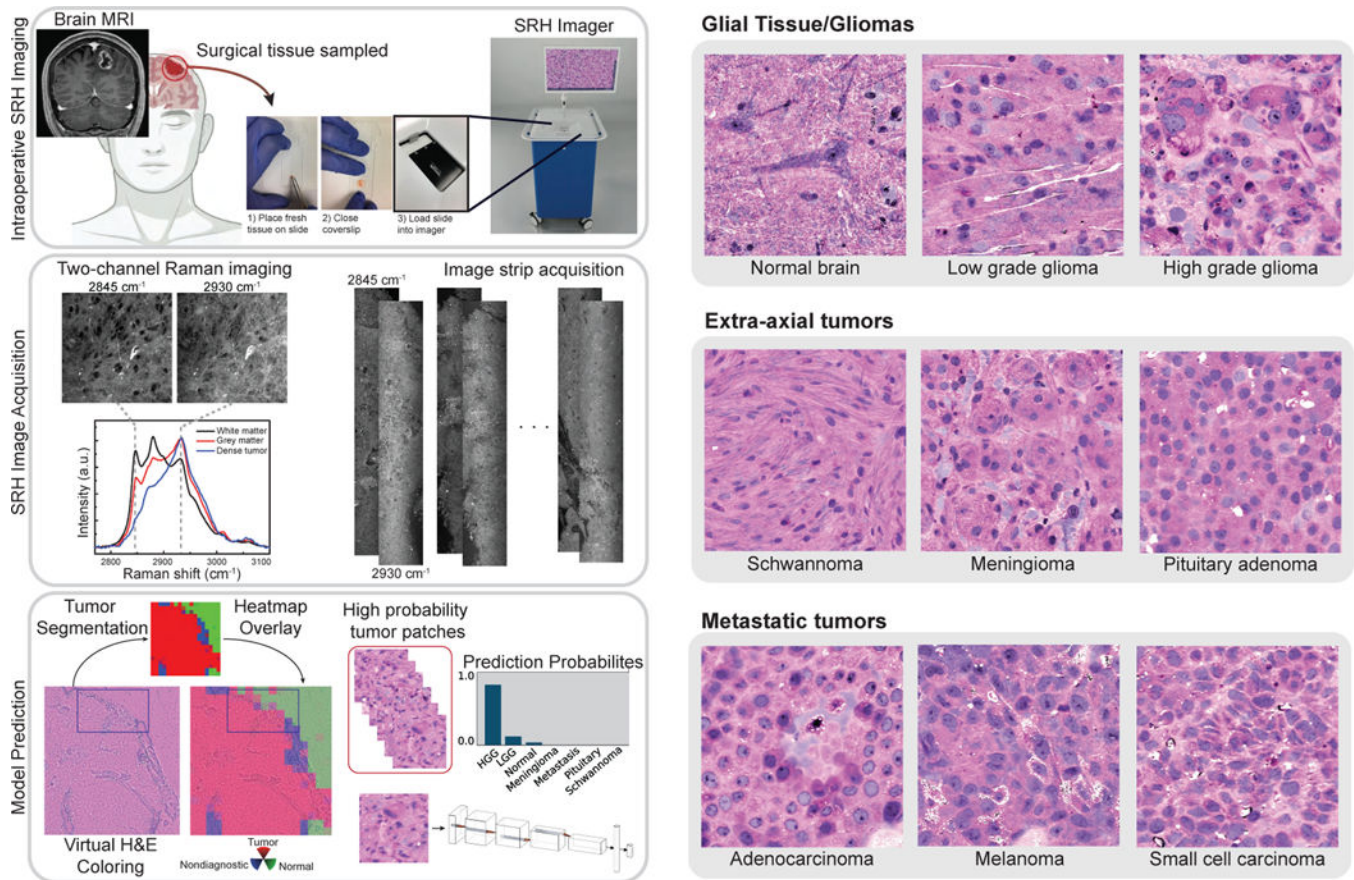 Intraoperative SRH Imaging
Brain MRI
Surgical tissue sampled
SRH Imager
1) Place fresh
tissue on slide
2) Close
coverslip
3) Load slide
into imager
SRH Image Acquisition
Two-channel Raman imaging
2845 cm⁻¹
2930 cm⁻¹
Intensity (a.u.)
White matter
Grey matter
Dense tumor
2800
2900
3000
3100
Raman shift (cm⁻¹)
Image strip acquisition
2845 cm⁻¹
. . .
2930 cm⁻¹
Model Prediction
Tumor
Segmentation
Heatmap
Overlay
Virtual H&E
Coloring
Tumor
Nondiagnostic
Normal
High probability
tumor patches
Prediction Probabilites
1.0
0.0
HGG
LGG
Normal
Meningioma
Metastasis
Pituitary
Schwannoma
Glial Tissue/Gliomas
Normal brain
Low grade glioma
High grade glioma
Extra-axial tumors
Schwannoma
Meningioma
Pituitary adenoma
Metastatic tumors
Adenocarcinoma
Melanoma
Small cell carcinoma